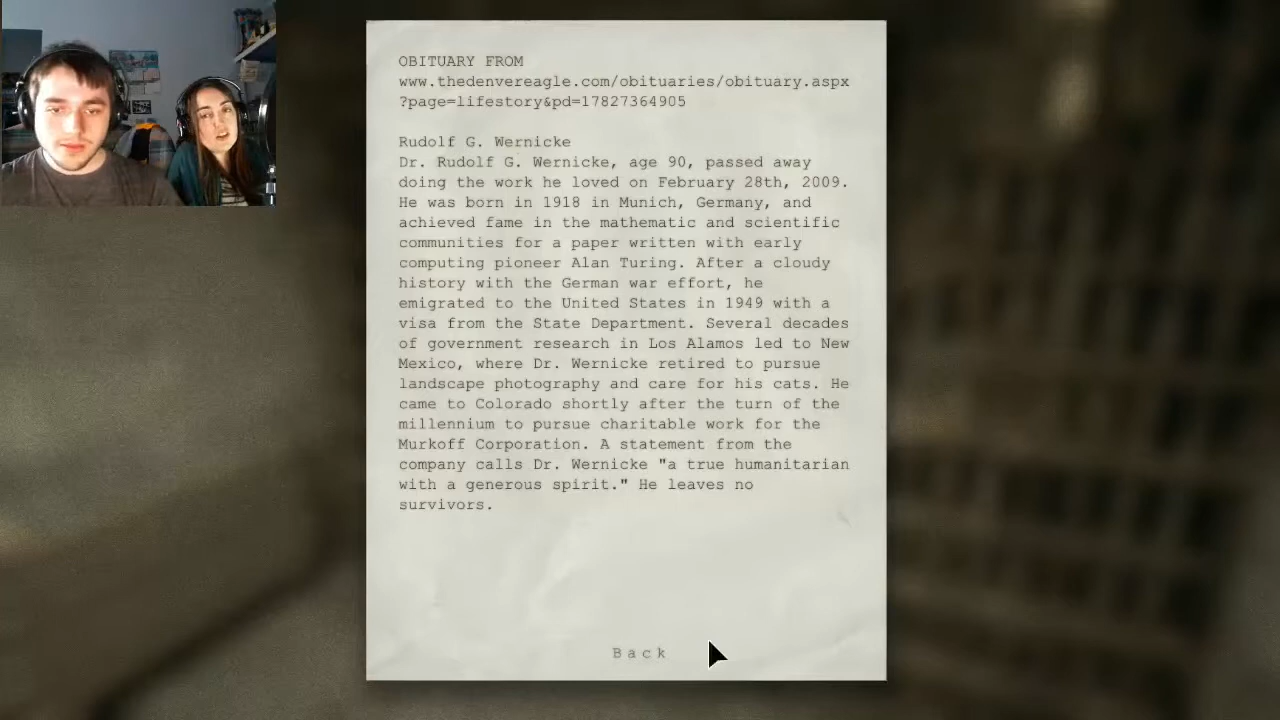 OBITUARY FROM
www.thedenvereagle.com/obituaries/obituary.aspx
?page=lifestory&pd=17827364905
Rudolf G. Wernicke
Dr. Rudolf G. Wernicke, age 90, passed away
doing the work he loved on February 28th, 2009.
He was born in 1918 in Munich, Germany, and
achieved fame in the mathematic and scientific
communities for a paper written with early
computing pioneer Alan Turing. After a cloudy
history with the German war effort, he
emigrated to the United States in 1949 with a
visa from the State Department. Several decades
of government research in Los Alamos led to New
Mexico, where Dr. Wernicke retired to pursue
landscape photography and care for his cats. He
came to Colorado shortly after the turn of the
millennium to pursue charitable work for the
Murkoff Corporation. A statement from the
company calls Dr. Wernicke "a true humanitarian
with a generous spirit." He leaves no
survivors.
Back